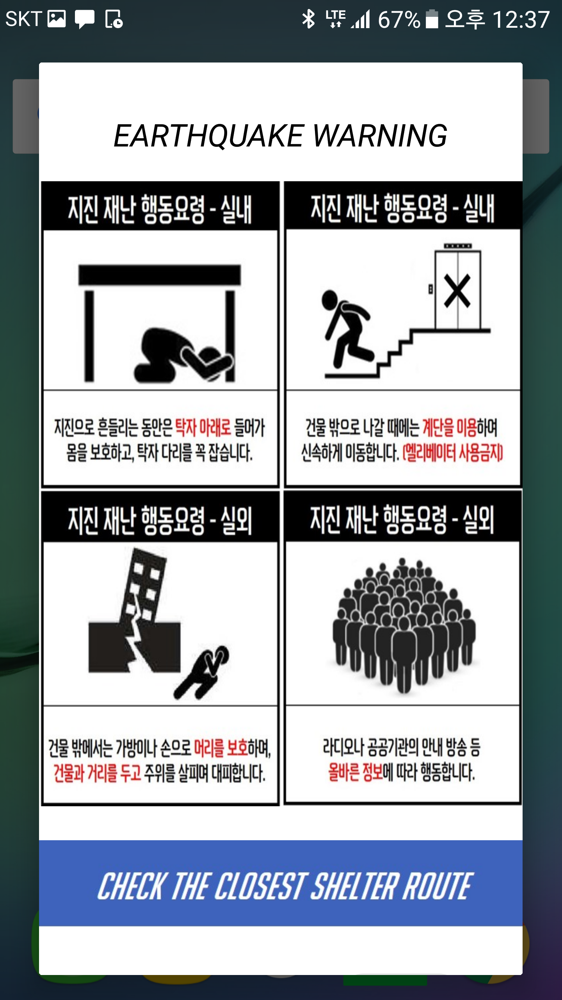 SKT LTE 67% 오후 12:37
EARTHQUAKE WARNING
지진 재난 행동요령 - 실내
지진으로 흔들리는 동안은 탁자 아래로 들어가
몸을 보호하고, 탁자 다리를 꼭 잡습니다.
지진 재난 행동요령 - 실내
건물 밖으로 나갈 때에는 계단을 이용하여
신속하게 이동합니다. (엘리베이터 사용금지)
지진 재난 행동요령 - 실외
건물 밖에서는 가방이나 손으로 머리를 보호하며,
건물과 거리를 두고 주위를 살피며 대피합니다.
지진 재난 행동요령 - 실외
라디오나 공공기관의 안내 방송 등
올바른 정보에 따라 행동합니다.
CHECK THE CLOSEST SHELTER ROUTE